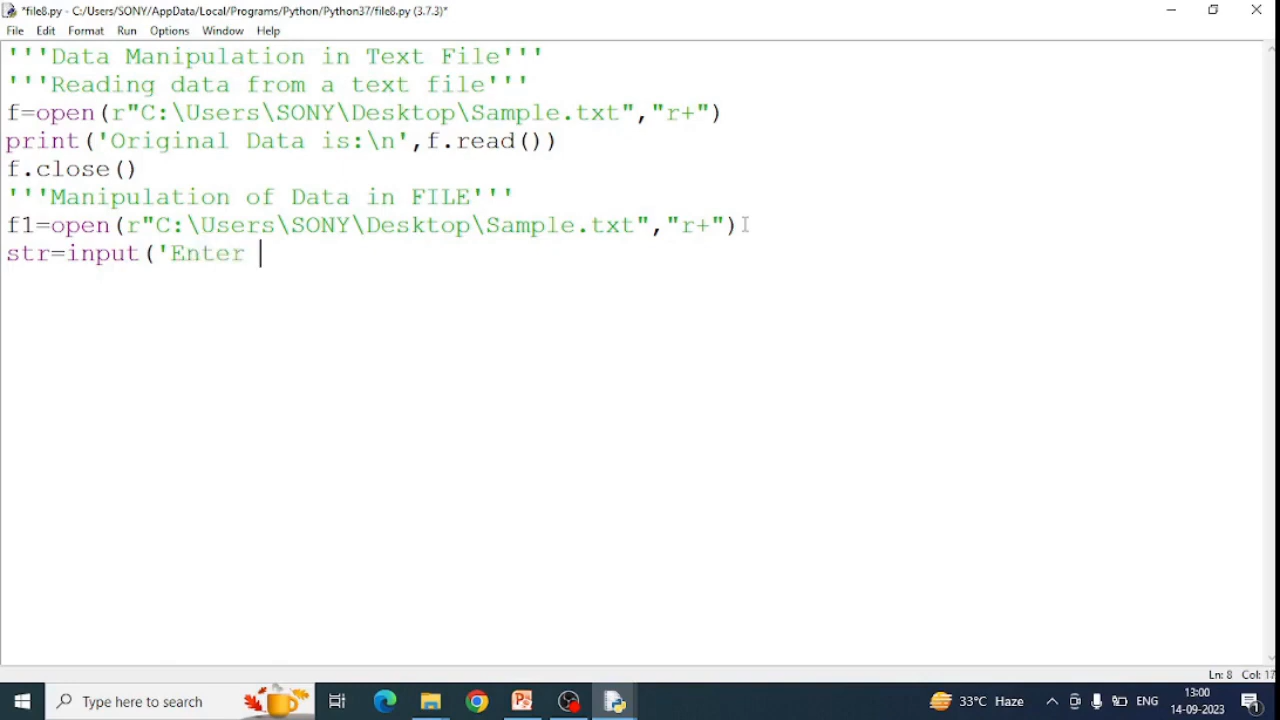 *file8.py - C:/Users/SONY/AppData/Local/Programs/Python/Python37/file8.py (3.7.3)*
File Edit Format Run Options Window Help
'''Data Manipulation in Text File'''
'''Reading data from a text file'''
f=open(r"C:\Users\SONY\Desktop\Sample.txt","r+")
print('Original Data is:\n',f.read())
f.close()
'''Manipulation of Data in FILE'''
f1=open(r"C:\Users\SONY\Desktop\Sample.txt","r+")
str=input('Enter
Ln: 8 Col: 17
Type here to search
33°C Haze
ENG
13:00
14-09-2023
1